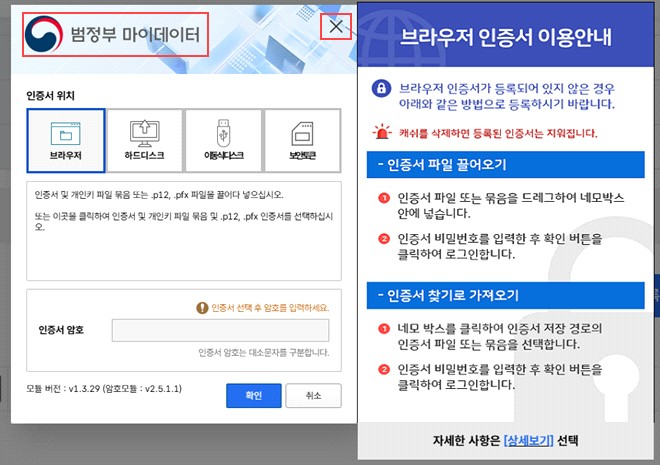 범정부 마이데이터
인증서 위치
브라우저
하드디스크
이동식디스크
보안토큰
인증서 및 개인키 파일 묶음 또는 .p12, .pfx 파일을 끌어다 넣으십시오.
또는 이곳을 클릭하여 인증서 및 개인키 파일 묶음 및 .p12, .pfx 인증서를 선택하십시
오.
인증서 선택 후 암호를 입력하세요.
인증서 암호
인증서 암호는 대소문자를 구분합니다.
모듈 버전 : v1.3.29 (암호모듈 : v2.5.1.1)
확인
취소
브라우저 인증서 이용안내
브라우저 인증서가 등록되어 있지 않은 경우
아래와 같은 방법으로 등록하시기 바랍니다.
캐쉬를 삭제하면 등록된 인증서는 지워집니다.
- 인증서 파일 끌어오기
1 인증서 파일 또는 묶음을 드레그하여 네모박스
안에 넣습니다.
2 인증서 비밀번호를 입력한 후 확인 버튼을
클릭하여 로그인합니다.
- 인증서 찾기로 가져오기
1 네모 박스를 클릭하여 인증서 저장 경로의
인증서 파일 또는 묶음을 선택합니다.
2 인증서 비밀번호를 입력한 후 확인 버튼을
클릭하여 로그인합니다.
자세한 사항은 [상세보기] 선택